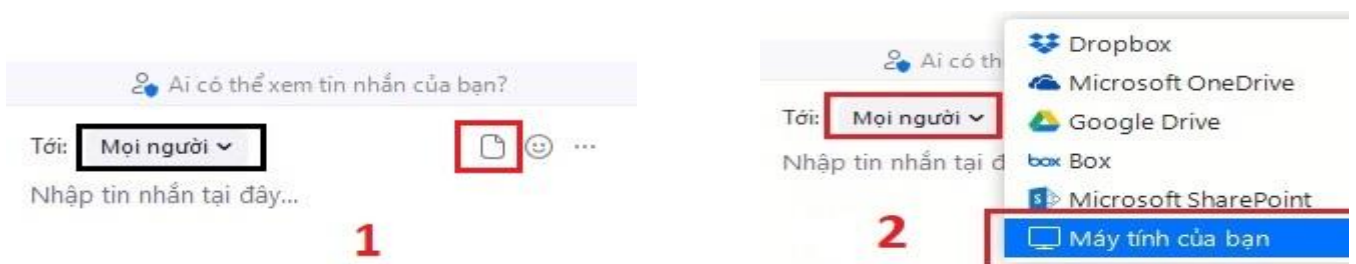 Ai có thể xem tin nhắn của bạn?
Tới: Mọi người
Nhập tin nhắn tại đây...
1
Ai có th
Tới: Mọi người
Nhập tin nhắn tại đ
2
Dropbox
Microsoft OneDrive
Google Drive
box Box
Microsoft SharePoint
Máy tính của bạn